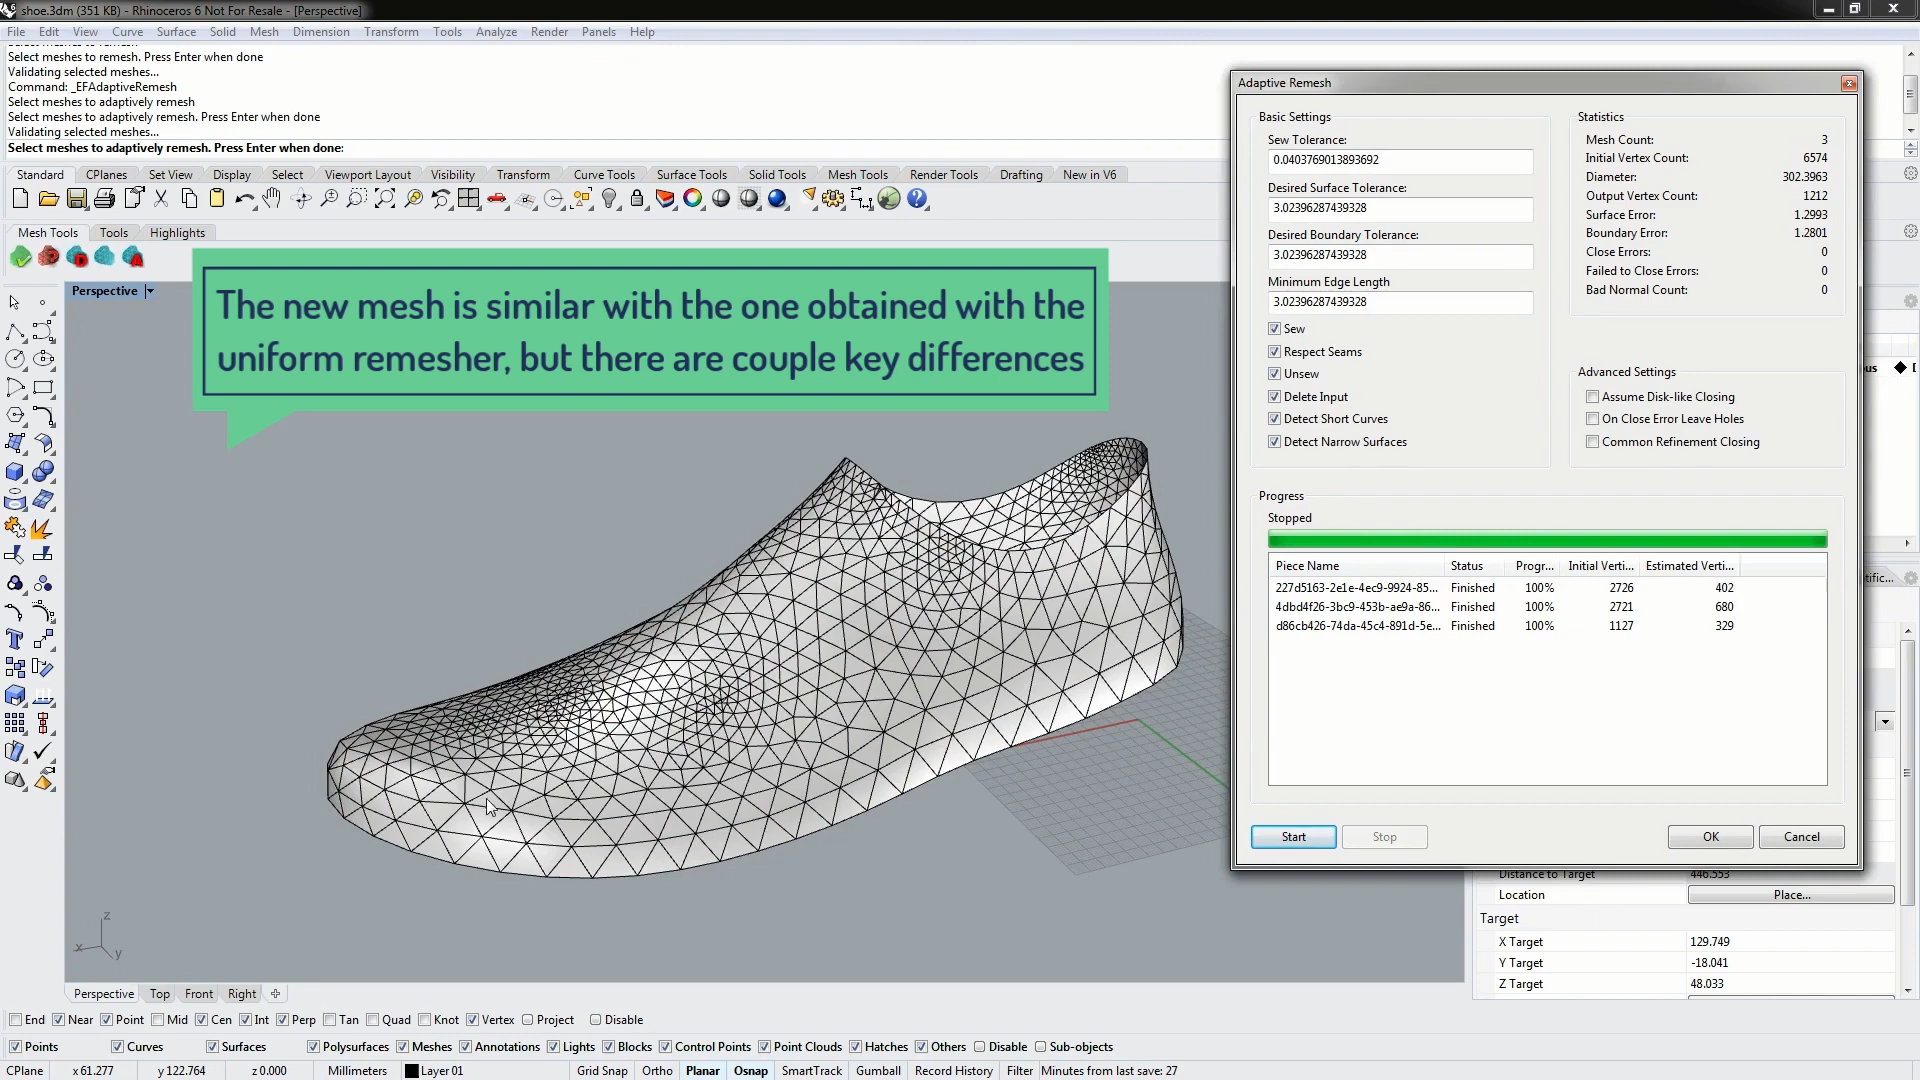 shoe.3dm (351 KB) - Rhinoceros 6 Not For Resale - [Perspective]
File Edit View Curve Surface Solid Mesh Dimension Transform Tools Analyze Render Panels Help
Select meshes to remesh. Press Enter when done
Validating selected meshes...
Command: _EFAdaptiveRemesh
Select meshes to adaptively remesh
Select meshes to adaptively remesh. Press Enter when done
Validating selected meshes...
Select meshes to adaptively remesh. Press Enter when done:
Standard CPlanes Set View Display Select Viewport Layout Visibility Transform Curve Tools Surface Tools Solid Tools Mesh Tools Render Tools Drafting New in V6
Mesh Tools Tools Highlights
Perspective
The new mesh is similar with the one obtained with the
uniform remesher, but there are couple key differences
Adaptive Remesh
Basic Settings
Sew Tolerance:
0.0403769013893692
Desired Surface Tolerance:
3.02396287439328
Desired Boundary Tolerance:
3.02396287439328
Minimum Edge Length
3.02396287439328
Sew
Respect Seams
Unsew
Delete Input
Detect Short Curves
Detect Narrow Surfaces
Statistics
Mesh Count: 3
Initial Vertex Count: 6574
Diameter: 302.3963
Output Vertex Count: 1212
Surface Error: 1.2993
Boundary Error: 1.2801
Close Errors: 0
Failed to Close Errors: 0
Bad Normal Count: 0
Advanced Settings
Assume Disk-like Closing
On Close Error Leave Holes
Common Refinement Closing
Progress
Stopped
Piece Name Status Progr... Initial Verti... Estimated Verti...
227d5163-2e1e-4ec9-9924-85... Finished 100% 2726 402
4dbd4f26-3bc9-453b-ae9a-86... Finished 100% 2721 680
d86cb426-74da-45c4-891d-5e... Finished 100% 1127 329
Start Stop OK Cancel
Distance to Target 446.553
Location Place...
Target
X Target 129.749
Y Target -18.041
Z Target 48.033
z
x
y
Perspective Top Front Right
End Near Point Mid Cen Int Perp Tan Quad Knot Vertex Project Disable
Points Curves Surfaces Polysurfaces Meshes Annotations Lights Blocks Control Points Point Clouds Hatches Others Disable Sub-objects
CPlane x 61.277 y 122.764 z 0.000 Millimeters Layer 01 Grid Snap Ortho Planar Osnap SmartTrack Gumball Record History Filter Minutes from last save: 27